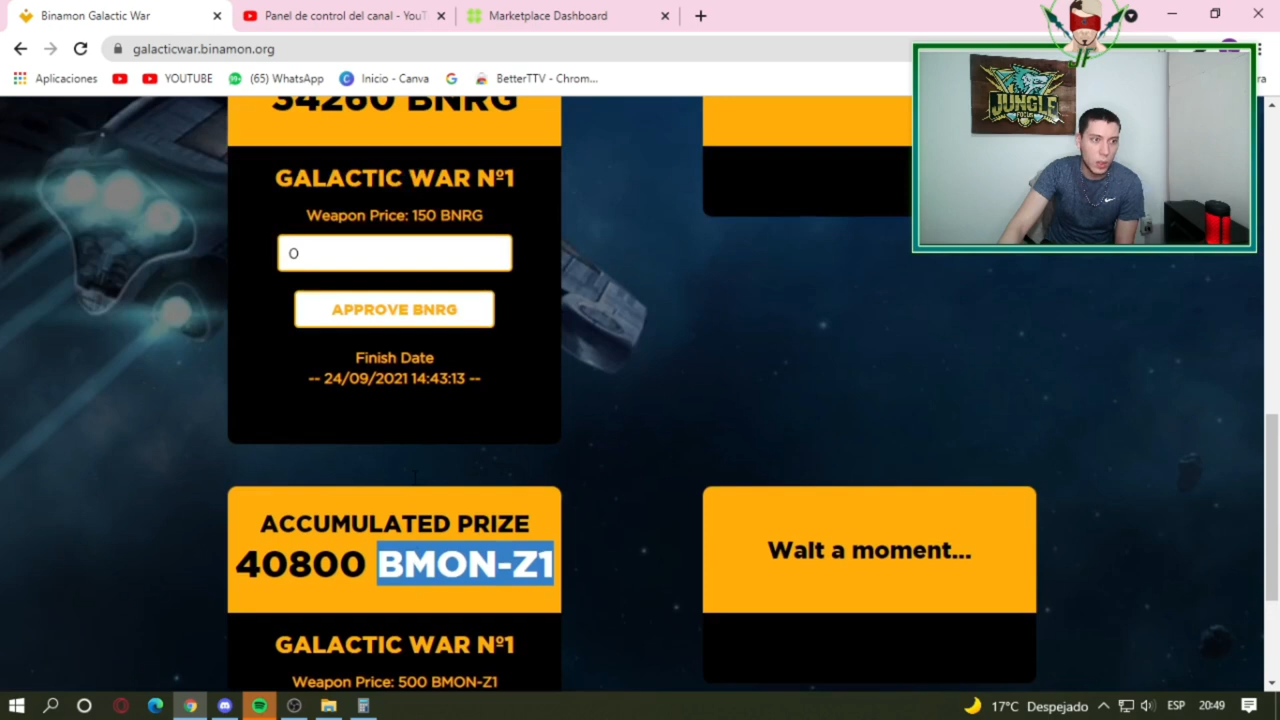 Binamon Galactic War
Panel de control del canal - YouT
Marketplace Dashboard
galacticwar.binamon.org
Aplicaciones
YOUTUBE
(65) WhatsApp
Inicio - Canva
BetterTTV - Chrom...
JUNGLE
FOCUS
34260 BNRG
GALACTIC WAR Nº1
Weapon Price: 150 BNRG
0
APPROVE BNRG
Finish Date
-- 24/09/2021 14:43:13 --
ACCUMULATED PRIZE
40800 BMON-Z1
GALACTIC WAR Nº1
Weapon Price: 500 BMON-Z1
Wait a moment...
17°C Despejado
ESP
20:49